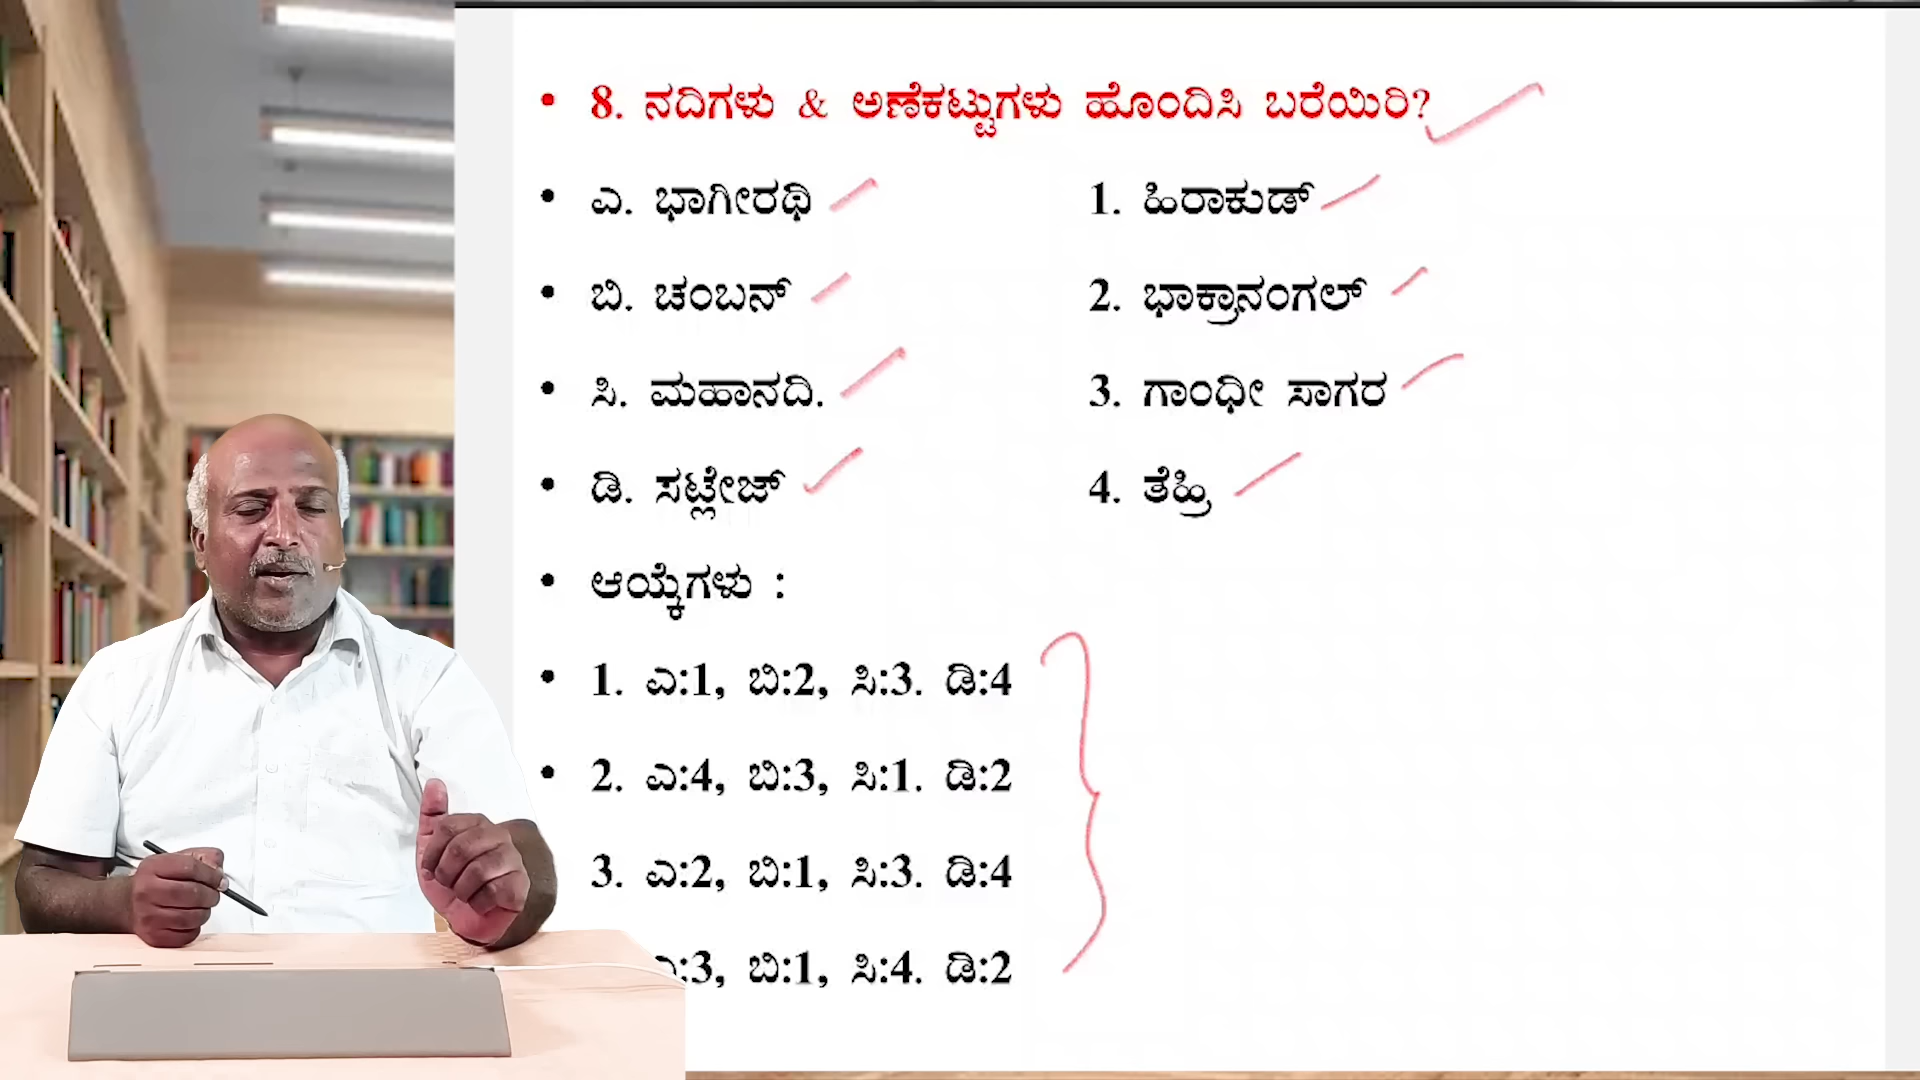 • 8. ನದಿಗಳು & ಅಣೆಕಟ್ಟುಗಳು ಹೊಂದಿಸಿ ಬರೆಯಿರಿ?
• ಎ. ಭಾಗೀರಥಿ 1. ಹಿರಾಕುಡ್
• ಬಿ. ಚಂಬನ್ 2. ಭಾಕ್ರಾನಂಗಲ್
• ಸಿ. ಮಹಾನದಿ. 3. ಗಾಂಧೀ ಸಾಗರ
• ಡಿ. ಸಟ್ಲೇಜ್ 4. ತೆಹ್ರಿ
• ಆಯ್ಕೆಗಳು :
• 1. ಎ:1, ಬಿ:2, ಸಿ:3. ಡಿ:4
• 2. ಎ:4, ಬಿ:3, ಸಿ:1. ಡಿ:2
3. ಎ:2, ಬಿ:1, ಸಿ:3. ಡಿ:4
:3, ಬಿ:1, ಸಿ:4. ಡಿ:2